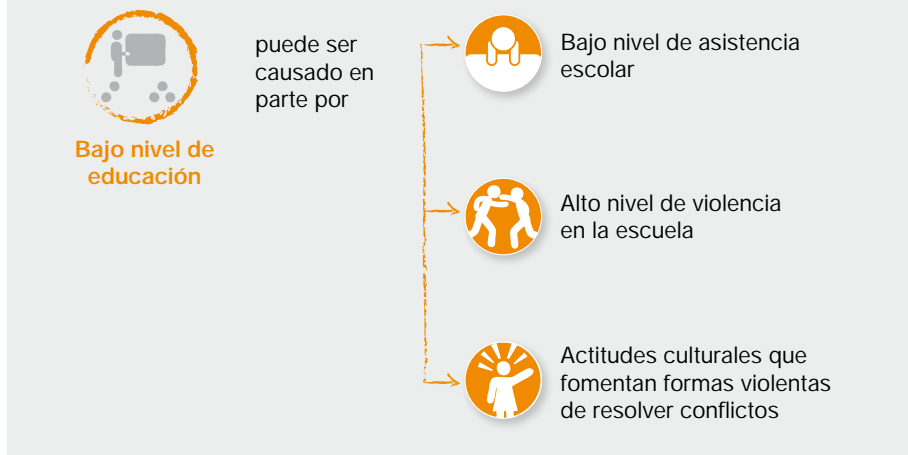 puede ser
causado en
parte por
Bajo nivel de
educación
Bajo nivel de asistencia
escolar
Alto nivel de violencia
en la escuela
Actitudes culturales que
fomentan formas violentas
de resolver conflictos